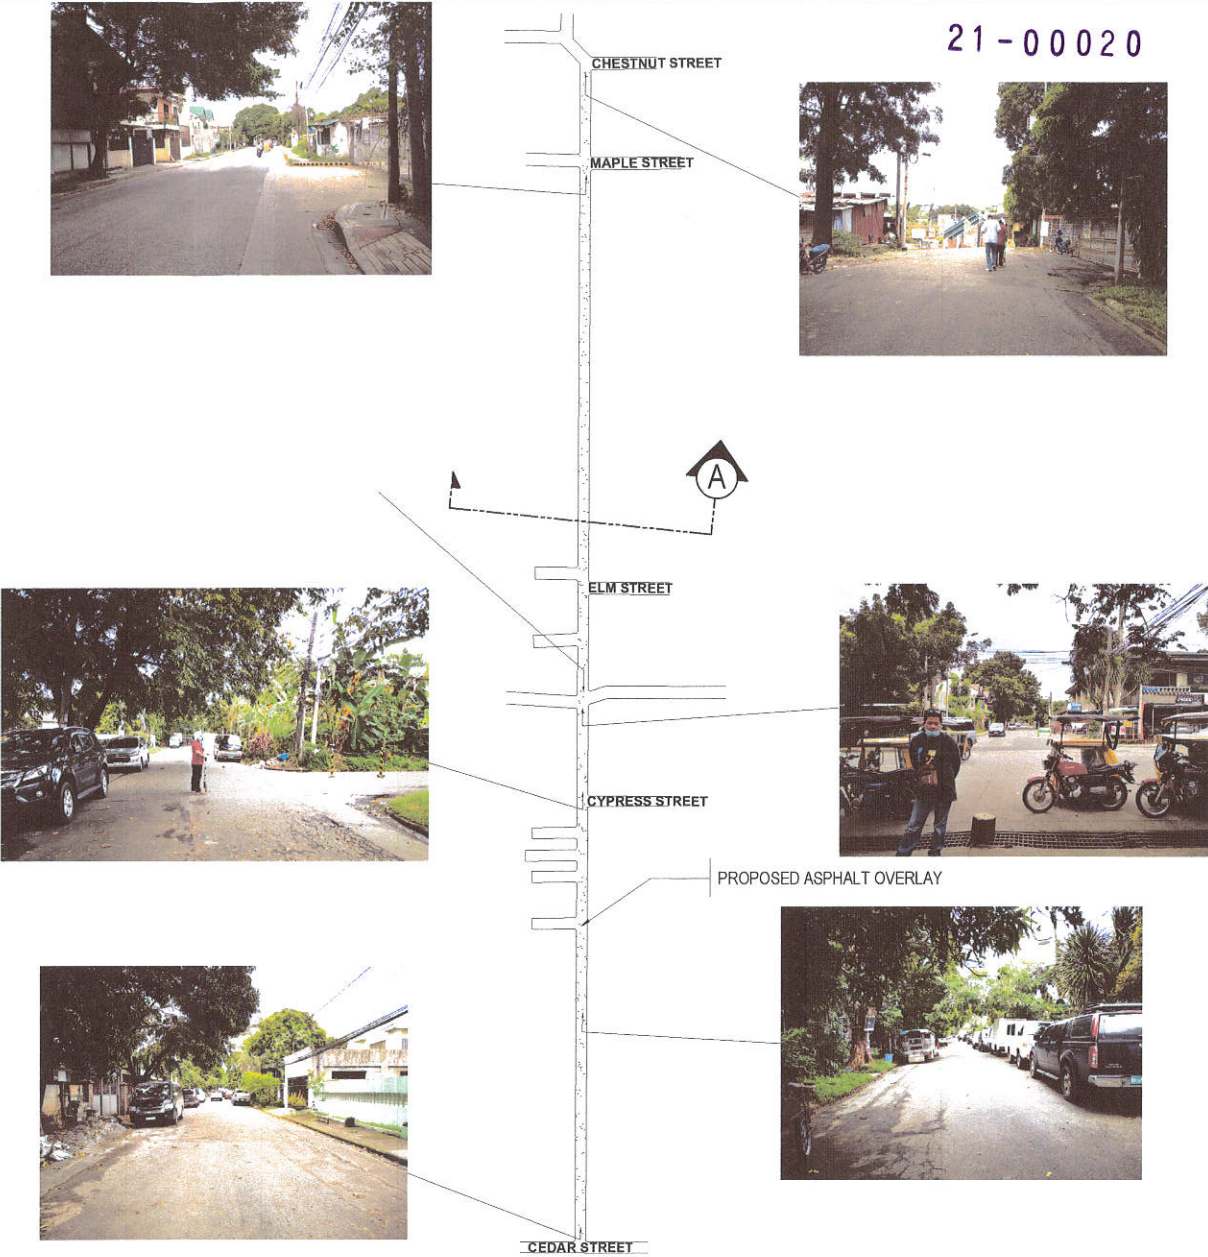 21-00020
CHESTNUT STREET
MAPLE STREET
A
ELM STREET
CYPRESS STREET
PROPOSED ASPHALT OVERLAY
CEDAR STREET